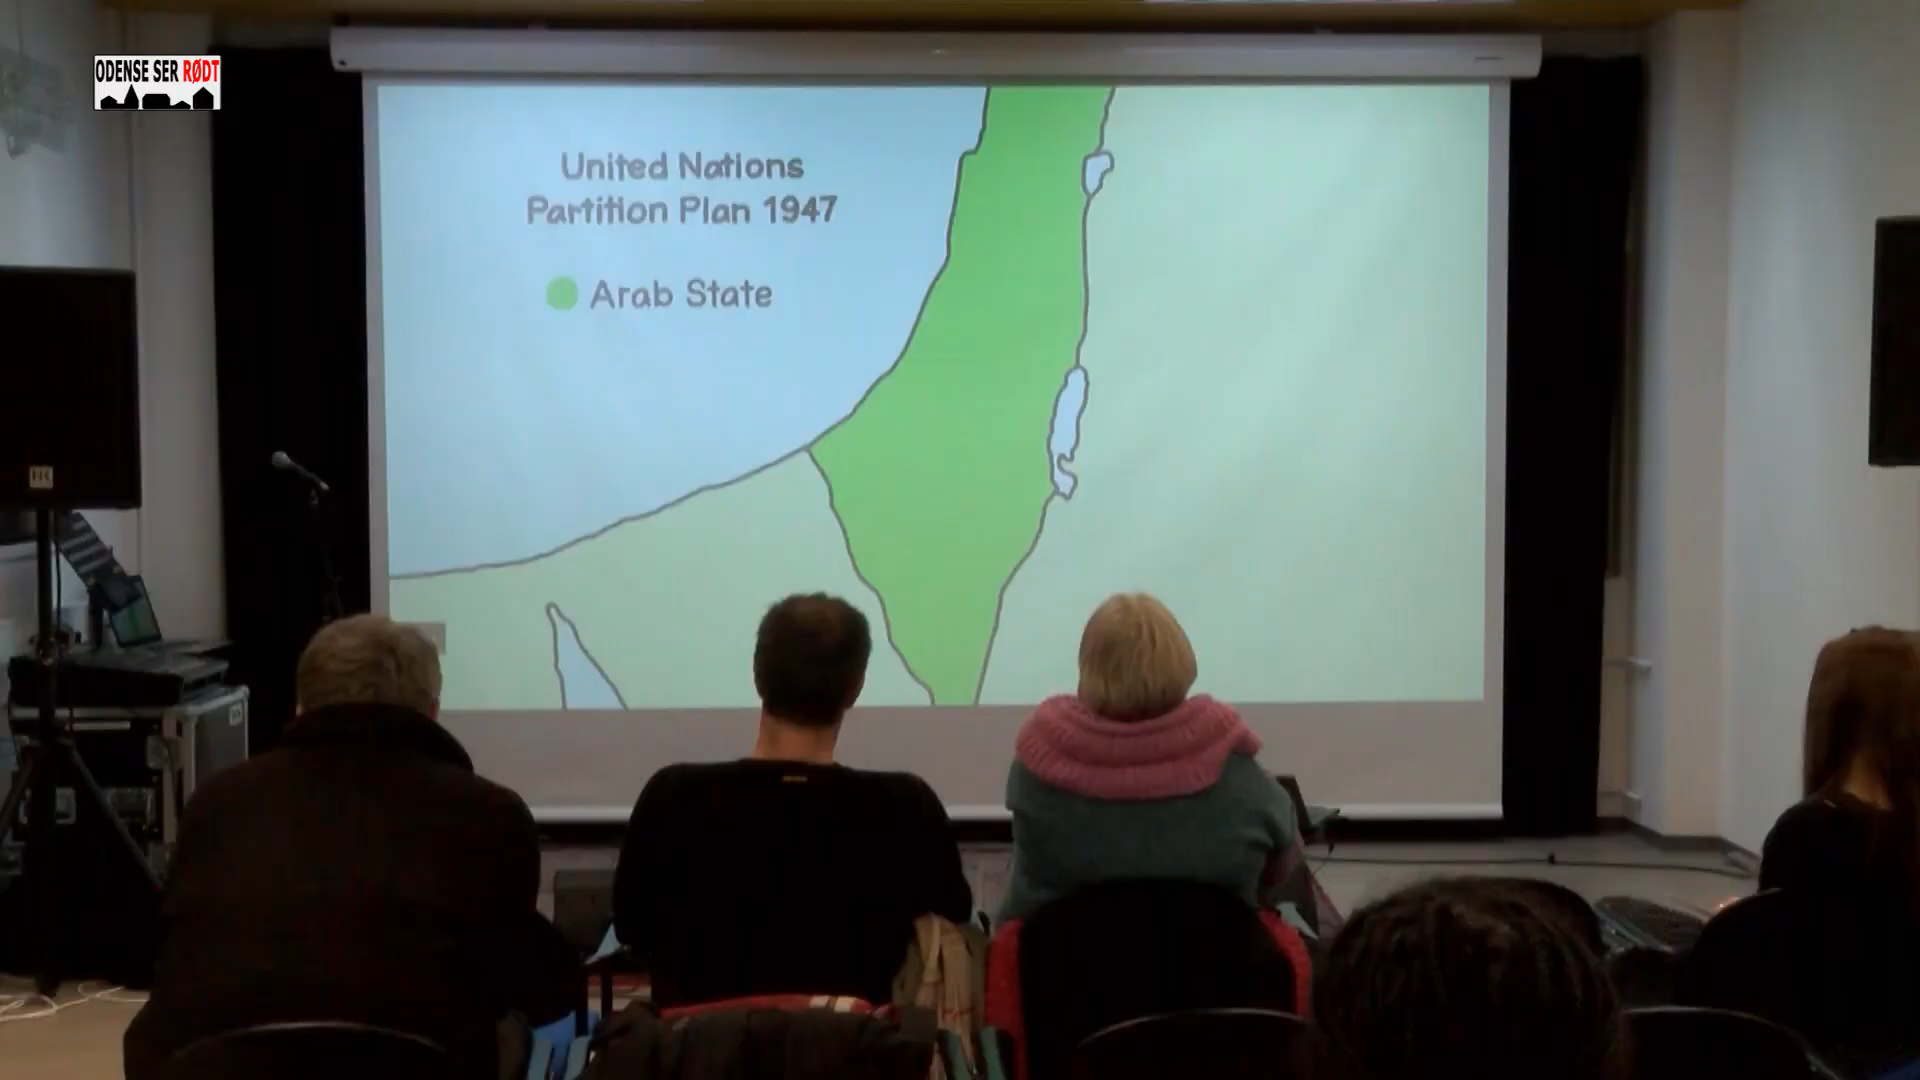 ODENSE SER RØDT
United Nations
Partition Plan 1947
Arab State